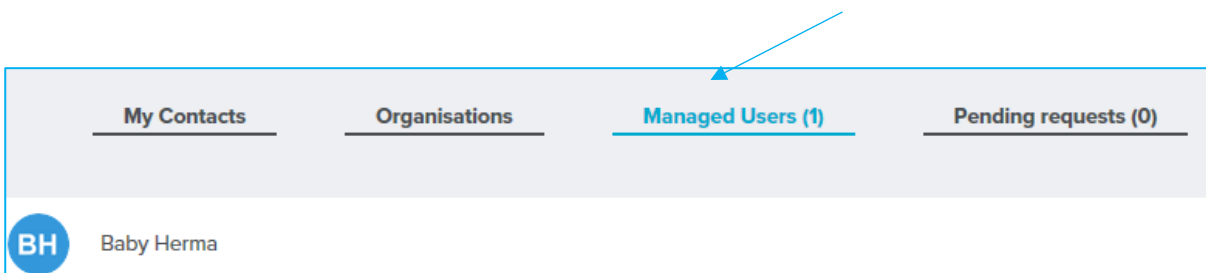 My Contacts Organisations Managed Users (1) Pending requests (0)
BH Baby Herma